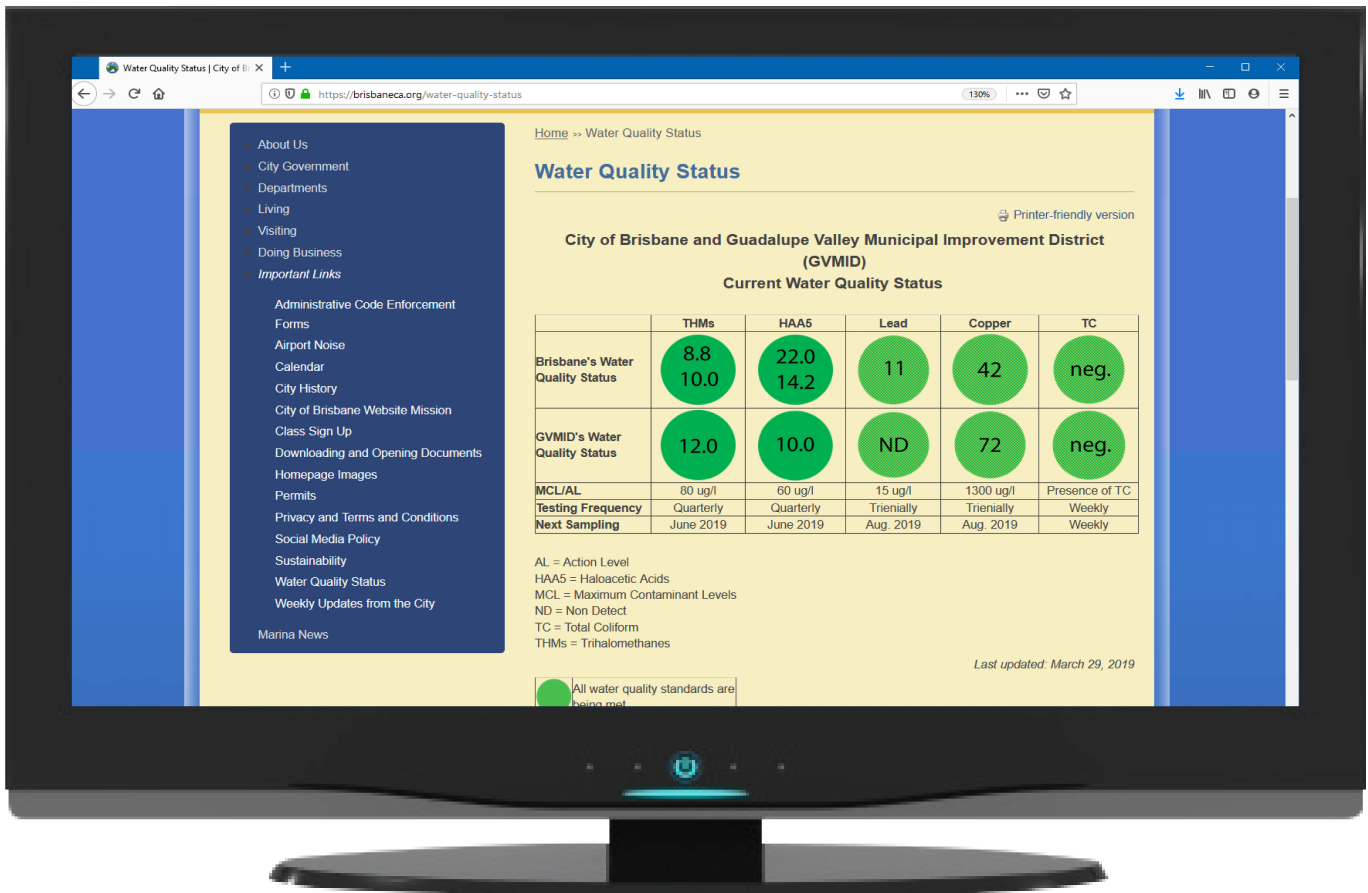 Water Quality Status | City of Br
https://brisbaneca.org/water-quality-status
130%
About Us
City Government
Departments
Living
Visiting
Doing Business
Important Links
Administrative Code Enforcement
Forms
Airport Noise
Calendar
City History
City of Brisbane Website Mission
Class Sign Up
Downloading and Opening Documents
Homepage Images
Permits
Privacy and Terms and Conditions
Social Media Policy
Sustainability
Water Quality Status
Weekly Updates from the City
Marina News
Home » Water Quality Status
Water Quality Status
Printer-friendly version
City of Brisbane and Guadalupe Valley Municipal Improvement District
(GVMID)
Current Water Quality Status
THMs HAA5 Lead Copper TC
Brisbane's Water
Quality Status
8.8
10.0
22.0
14.2
11
42
neg.
GVMID's Water
Quality Status
12.0
10.0
ND
72
neg.
MCL/AL 80 ug/l 60 ug/l 15 ug/l 1300 ug/l Presence of TC
Testing Frequency Quarterly Quarterly Trienially Trienially Weekly
Next Sampling June 2019 June 2019 Aug. 2019 Aug. 2019 Weekly
AL = Action Level
HAA5 = Haloacetic Acids
MCL = Maximum Contaminant Levels
ND = Non Detect
TC = Total Coliform
THMs = Trihalomethanes
Last updated: March 29, 2019
All water quality standards are
being met